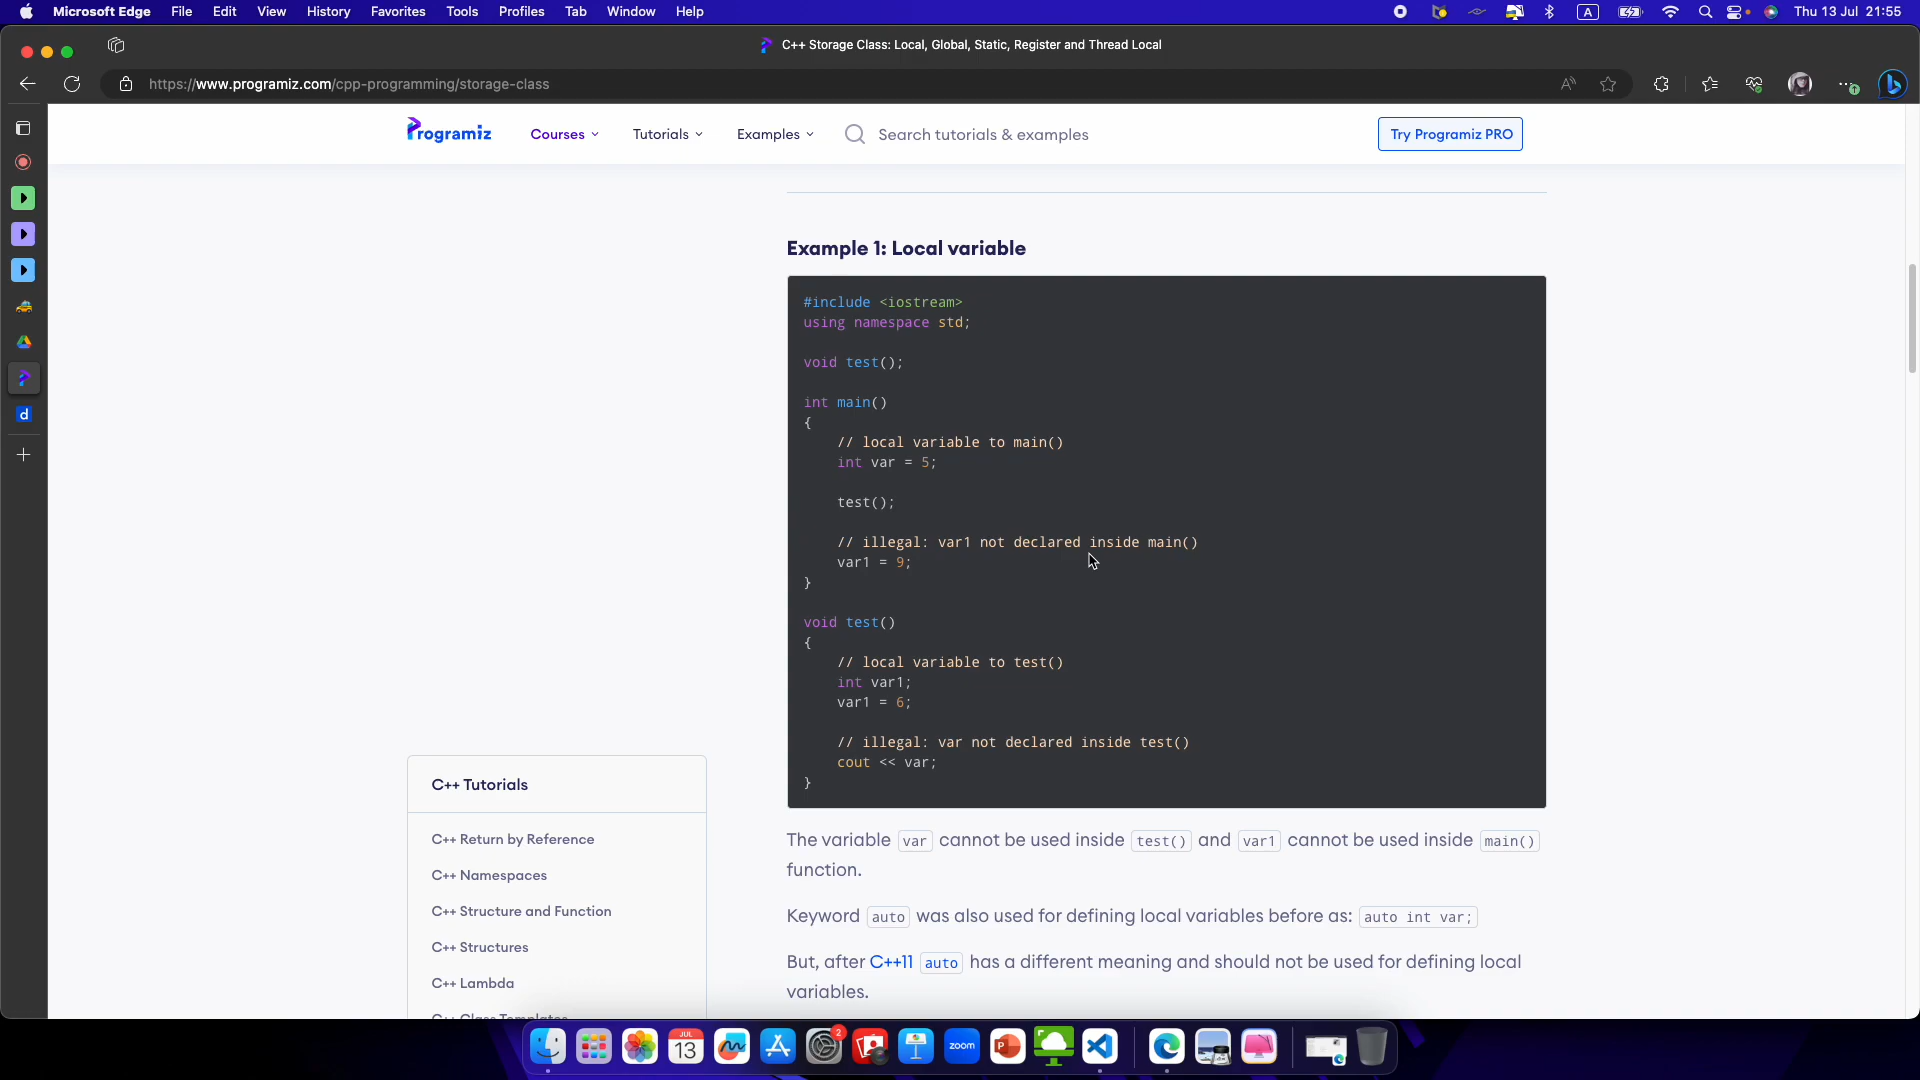 Microsoft Edge File Edit View History Favorites Tools Profiles Tab Window Help A Thu 13 Jul 21:55
C++ Storage Class: Local, Global, Static, Register and Thread Local
https://www.programiz.com/cpp-programming/storage-class
Programiz Courses Tutorials Examples Search tutorials & examples Try Programiz PRO
Example 1: Local variable
#include <iostream>
using namespace std;
void test();
int main()
{
// local variable to main()
int var = 5;
test();
// illegal: var1 not declared inside main()
var1 = 9;
}
void test()
{
// local variable to test()
int var1;
var1 = 6;
// illegal: var not declared inside test()
cout << var;
}
The variable var cannot be used inside test() and var1 cannot be used inside main()
function.
Keyword auto was also used for defining local variables before as: auto int var;
But, after C++11 auto has a different meaning and should not be used for defining local
variables.
C++ Tutorials
C++ Return by Reference
C++ Namespaces
C++ Structure and Function
C++ Structures
C++ Lambda
C++ Class Templates
d
JUL
13
2
zoom
P